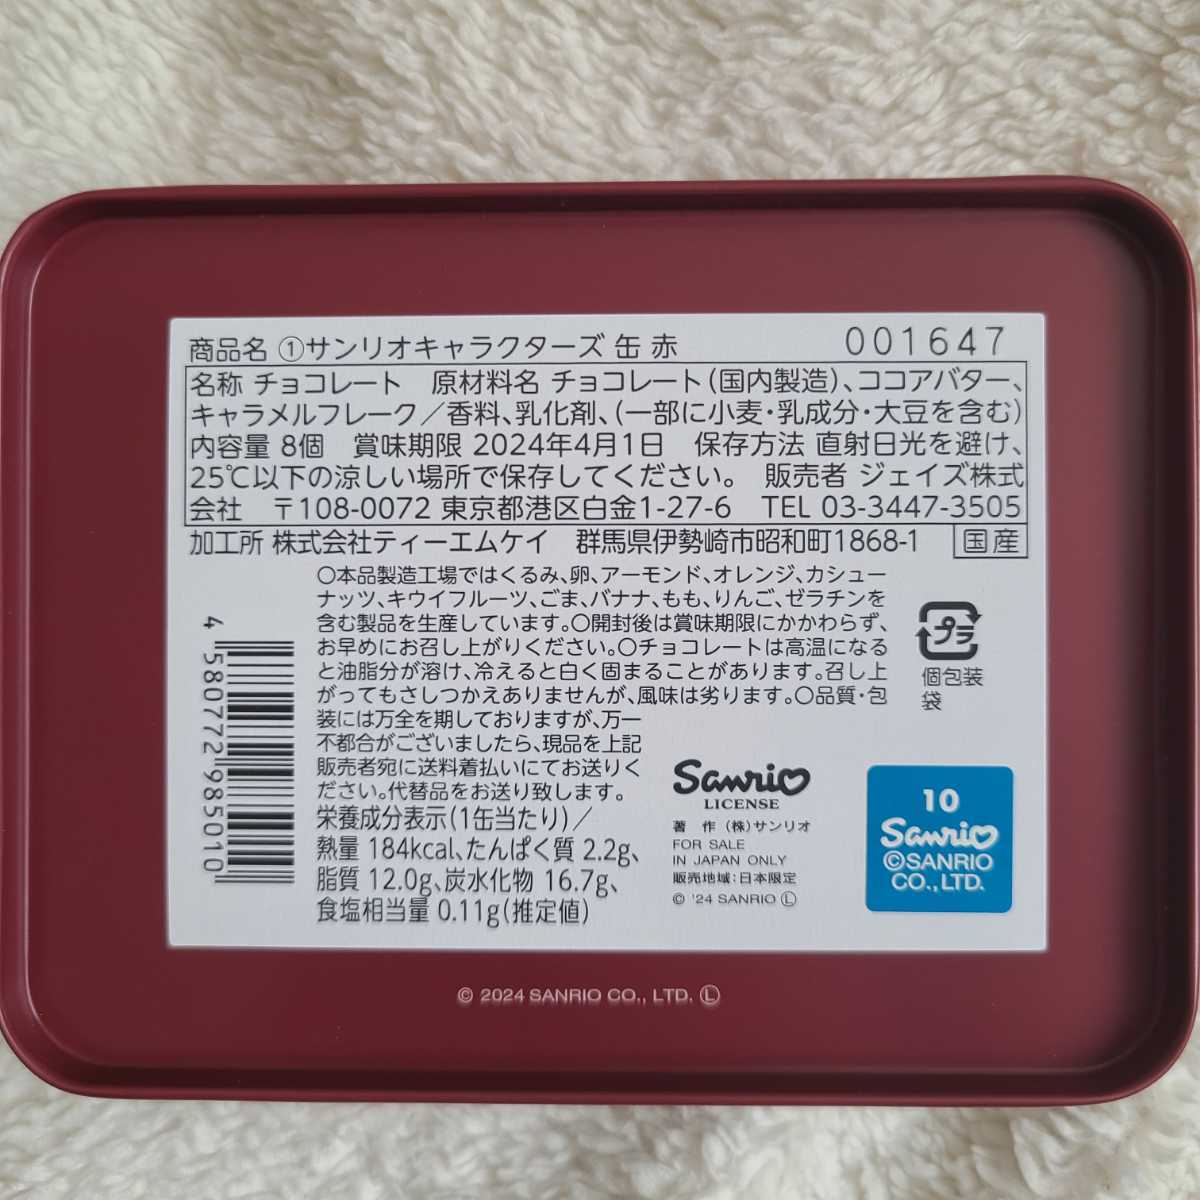 商品名 ①サンリオキャラクターズ 缶 赤 001647
名称 チョコレート 原材料名 チョコレート(国内製造)、ココアバター、
キャラメルフレーク／香料、乳化剤、(一部に小麦・乳成分・大豆を含む)
内容量 8個 賞味期限 2024年4月1日 保存方法 直射日光を避け、
25℃以下の涼しい場所で保存してください。 販売者 ジェイズ株式
会社 〒108-0072 東京都港区白金1-27-6 TEL 03-3447-3505
加工所 株式会社ティーエムケイ 群馬県伊勢崎市昭和町1868-1 国産
〇本品製造工場ではくるみ、卵、アーモンド、オレンジ、カシュー
ナッツ、キウイフルーツ、ごま、バナナ、もも、りんご、ゼラチンを
含む製品を生産しています。〇開封後は賞味期限にかかわらず、
お早めにお召し上がりください。〇チョコレートは高温になる
と油脂分が溶け、冷えると白く固まることがあります。召し上
がってもさしつかえありませんが、風味は劣ります。〇品質・包
装には万全を期しておりますが、万一
不都合がございましたら、現品を上記
販売者宛に送料着払いにてお送りく
ださい。代替品をお送り致します。
栄養成分表示(1缶当たり)／
熱量 184kcal、たんぱく質 2.2g、
脂質 12.0g、炭水化物 16.7g、
食塩相当量 0.11g(推定値)
4 580772 985010
プラ
個包装
袋
Sanrio
LICENSE
著 作 (株)サンリオ
FOR SALE
IN JAPAN ONLY
販売地域：日本限定
© '24 SANRIO Ⓛ
10
Sanrio
©SANRIO
CO.,LTD.
© 2024 SANRIO CO., LTD. Ⓛ